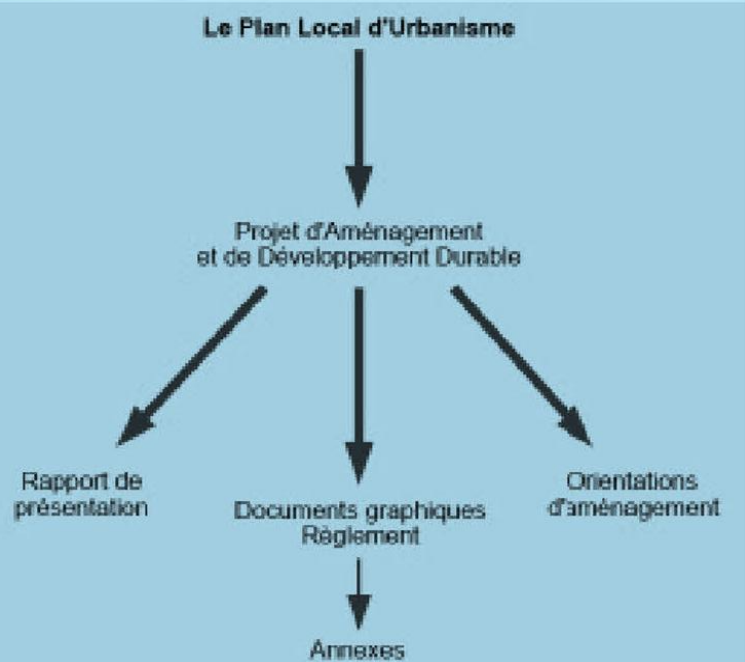 Le Plan Local d'Urbanisme
Projet d'Aménagement
et de Développement Durable
Rapport de
présentation
Documents graphiques
Règlement
Orientations
d'aménagement
Annexes